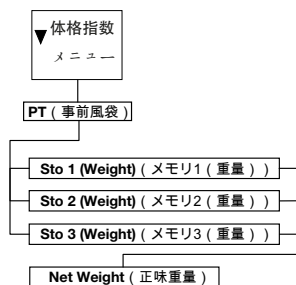 体格指数
メニュー
PT（事前風袋）
Sto 1 (Weight)（メモリ1（重量））
Sto 2 (Weight)（メモリ2（重量））
Sto 3 (Weight)（メモリ3（重量））
Net Weight（正味重量）